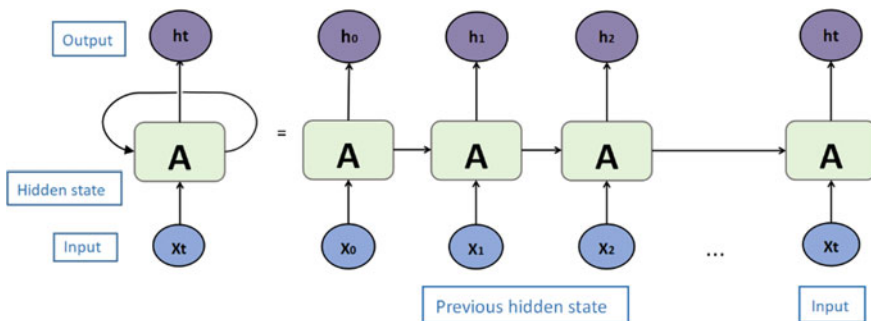 Output
ht
h₀
h₁
h₂
ht
A
=
A
A
A
A
Hidden state
Input
Xt
X₀
X₁
X₂
...
Xt
Previous hidden state
Input